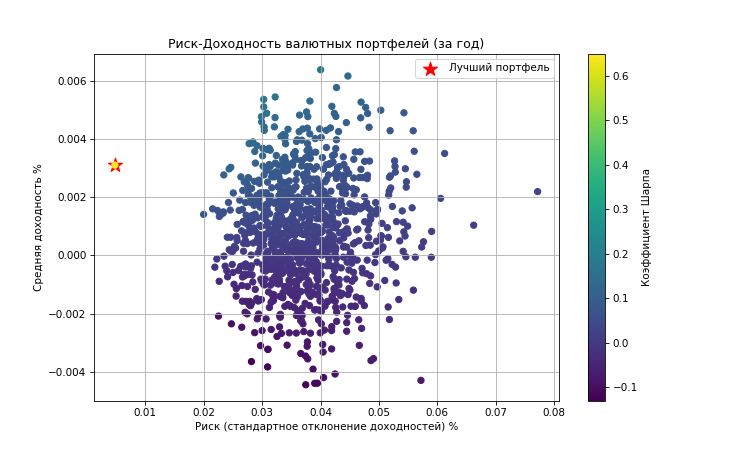 Риск-Доходность валютных портфелей (за год)
Лучший портфель
0.006
0.004
0.002
0.000
−0.002
−0.004
Средняя доходность %
0.01 0.02 0.03 0.04 0.05 0.06 0.07 0.08
Риск (стандартное отклонение доходностей) %
0.6
0.5
0.4
0.3
0.2
0.1
0.0
−0.1
Коэффициент Шарпа